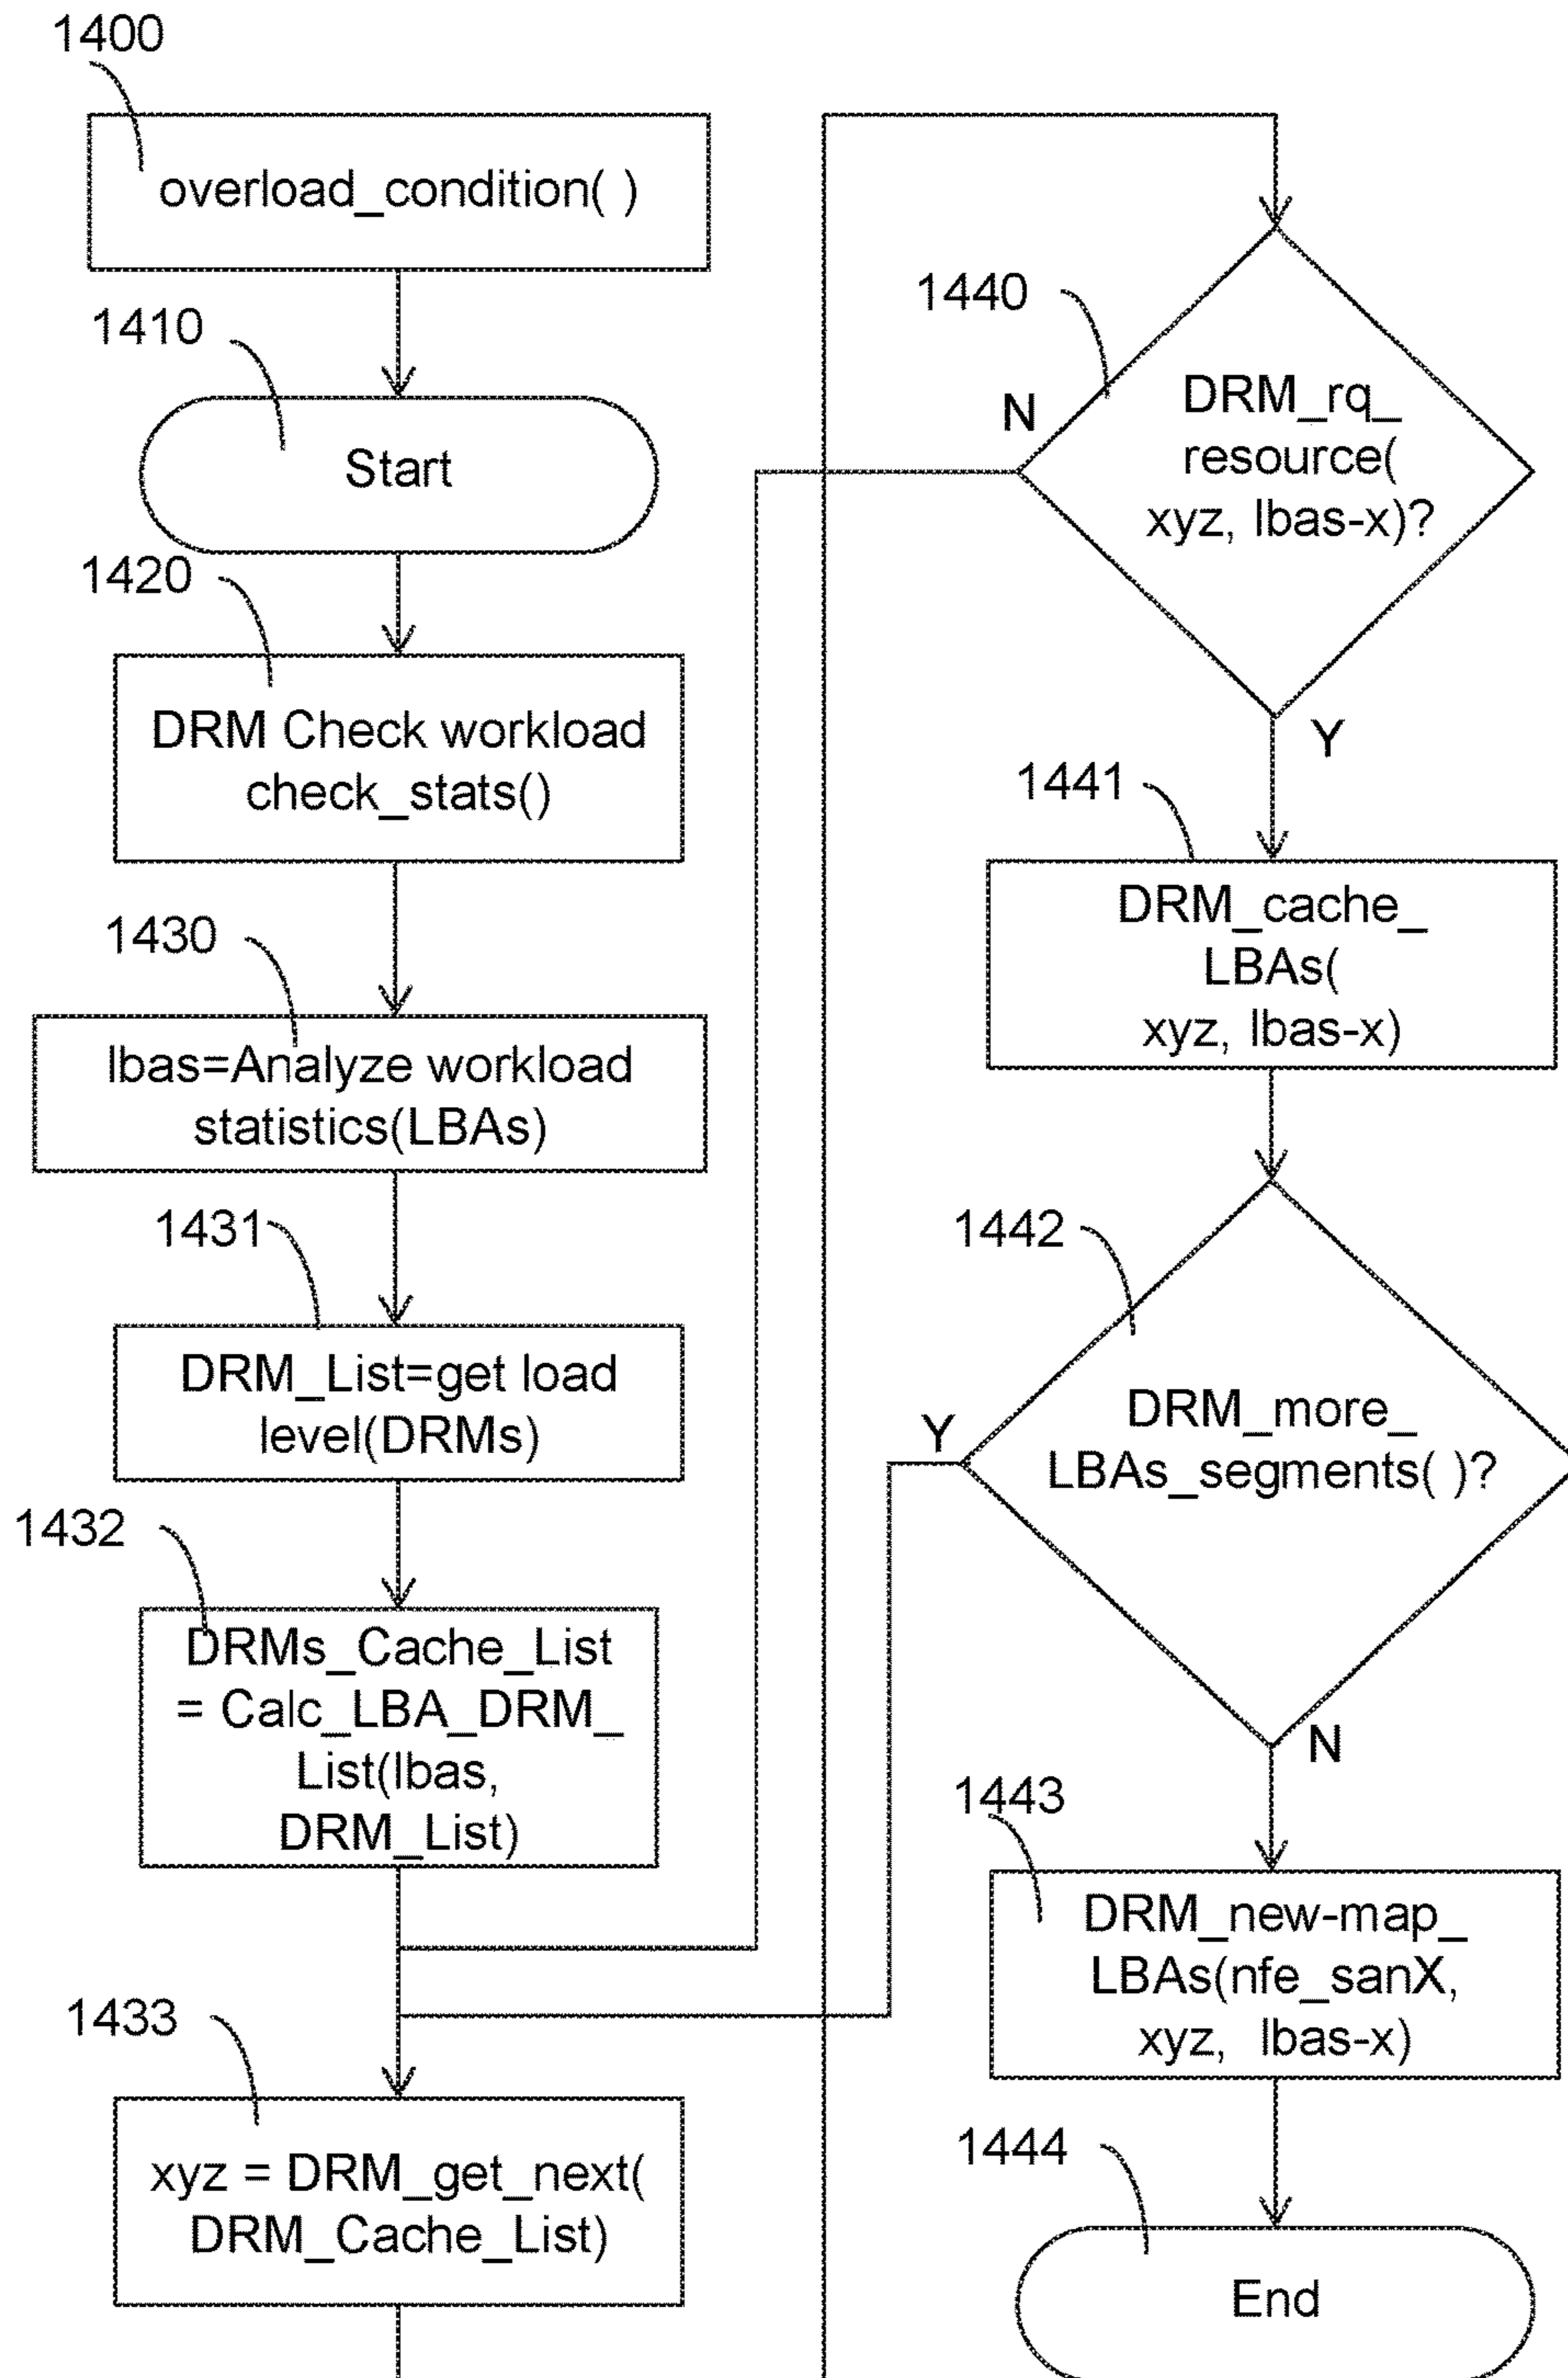 1400
overload_condition( )
1410
Start
1420
DRM Check workload
check_stats()
1430
lbas=Analyze workload
statistics(LBAs)
1431
DRM_List=get load
level(DRMs)
1432
DRMs_Cache_List
= Calc_LBA_DRM_
List(lbas,
DRM_List)
1433
xyz = DRM_get_next(
DRM_Cache_List)
1440
N
DRM_rq_
resource(
xyz, lbas-x)?
Y
1441
DRM_cache_
LBAs(
xyz, lbas-x)
1442
Y
DRM_more_
LBAs_segments( )?
N
1443
DRM_new-map_
LBAs(nfe_sanX,
xyz, lbas-x)
1444
End